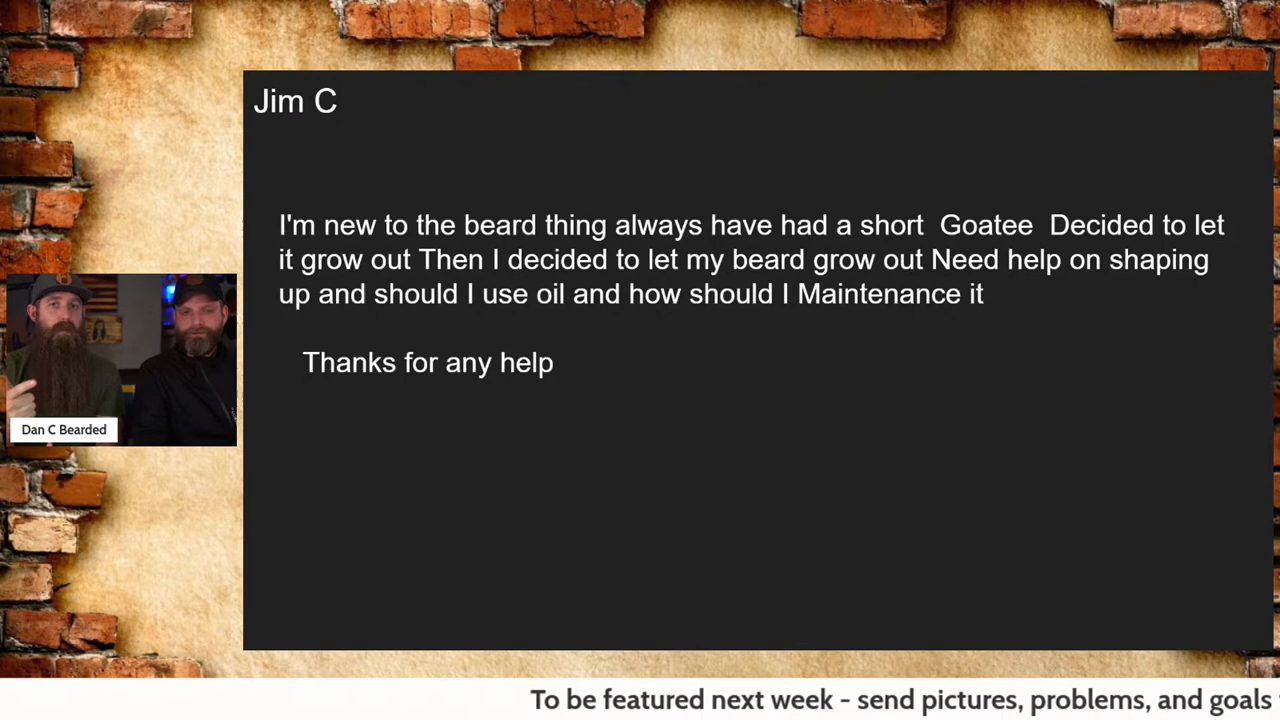 Jim C
I'm new to the beard thing always have had a short  Goatee  Decided to let
it grow out Then I decided to let my beard grow out Need help on shaping
up and should I use oil and how should I Maintenance it
Thanks for any help
Dan C Bearded
To be featured next week - send pictures, problems, and goals